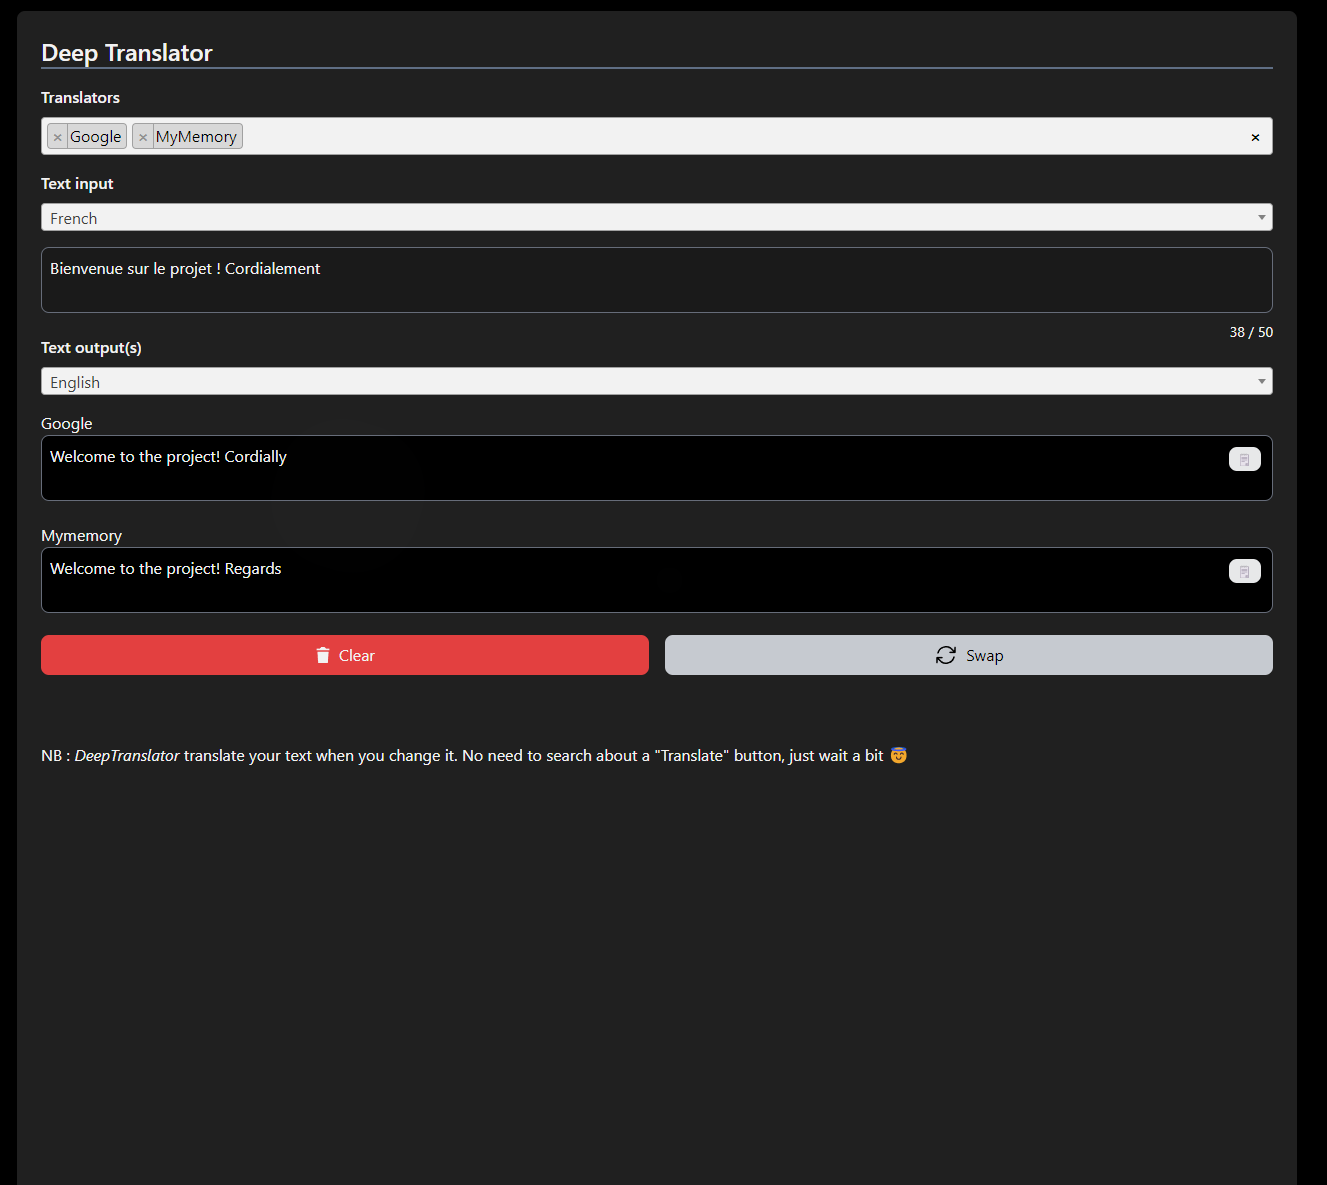 Deep Translator
Translators
× Google × MyMemory ×
Text input
French
Bienvenue sur le projet ! Cordialement
38 / 50
Text output(s)
English
Google
Welcome to the project! Cordially
Mymemory
Welcome to the project! Regards
Clear Swap
NB : DeepTranslator translate your text when you change it. No need to search about a "Translate" button, just wait a bit 😇